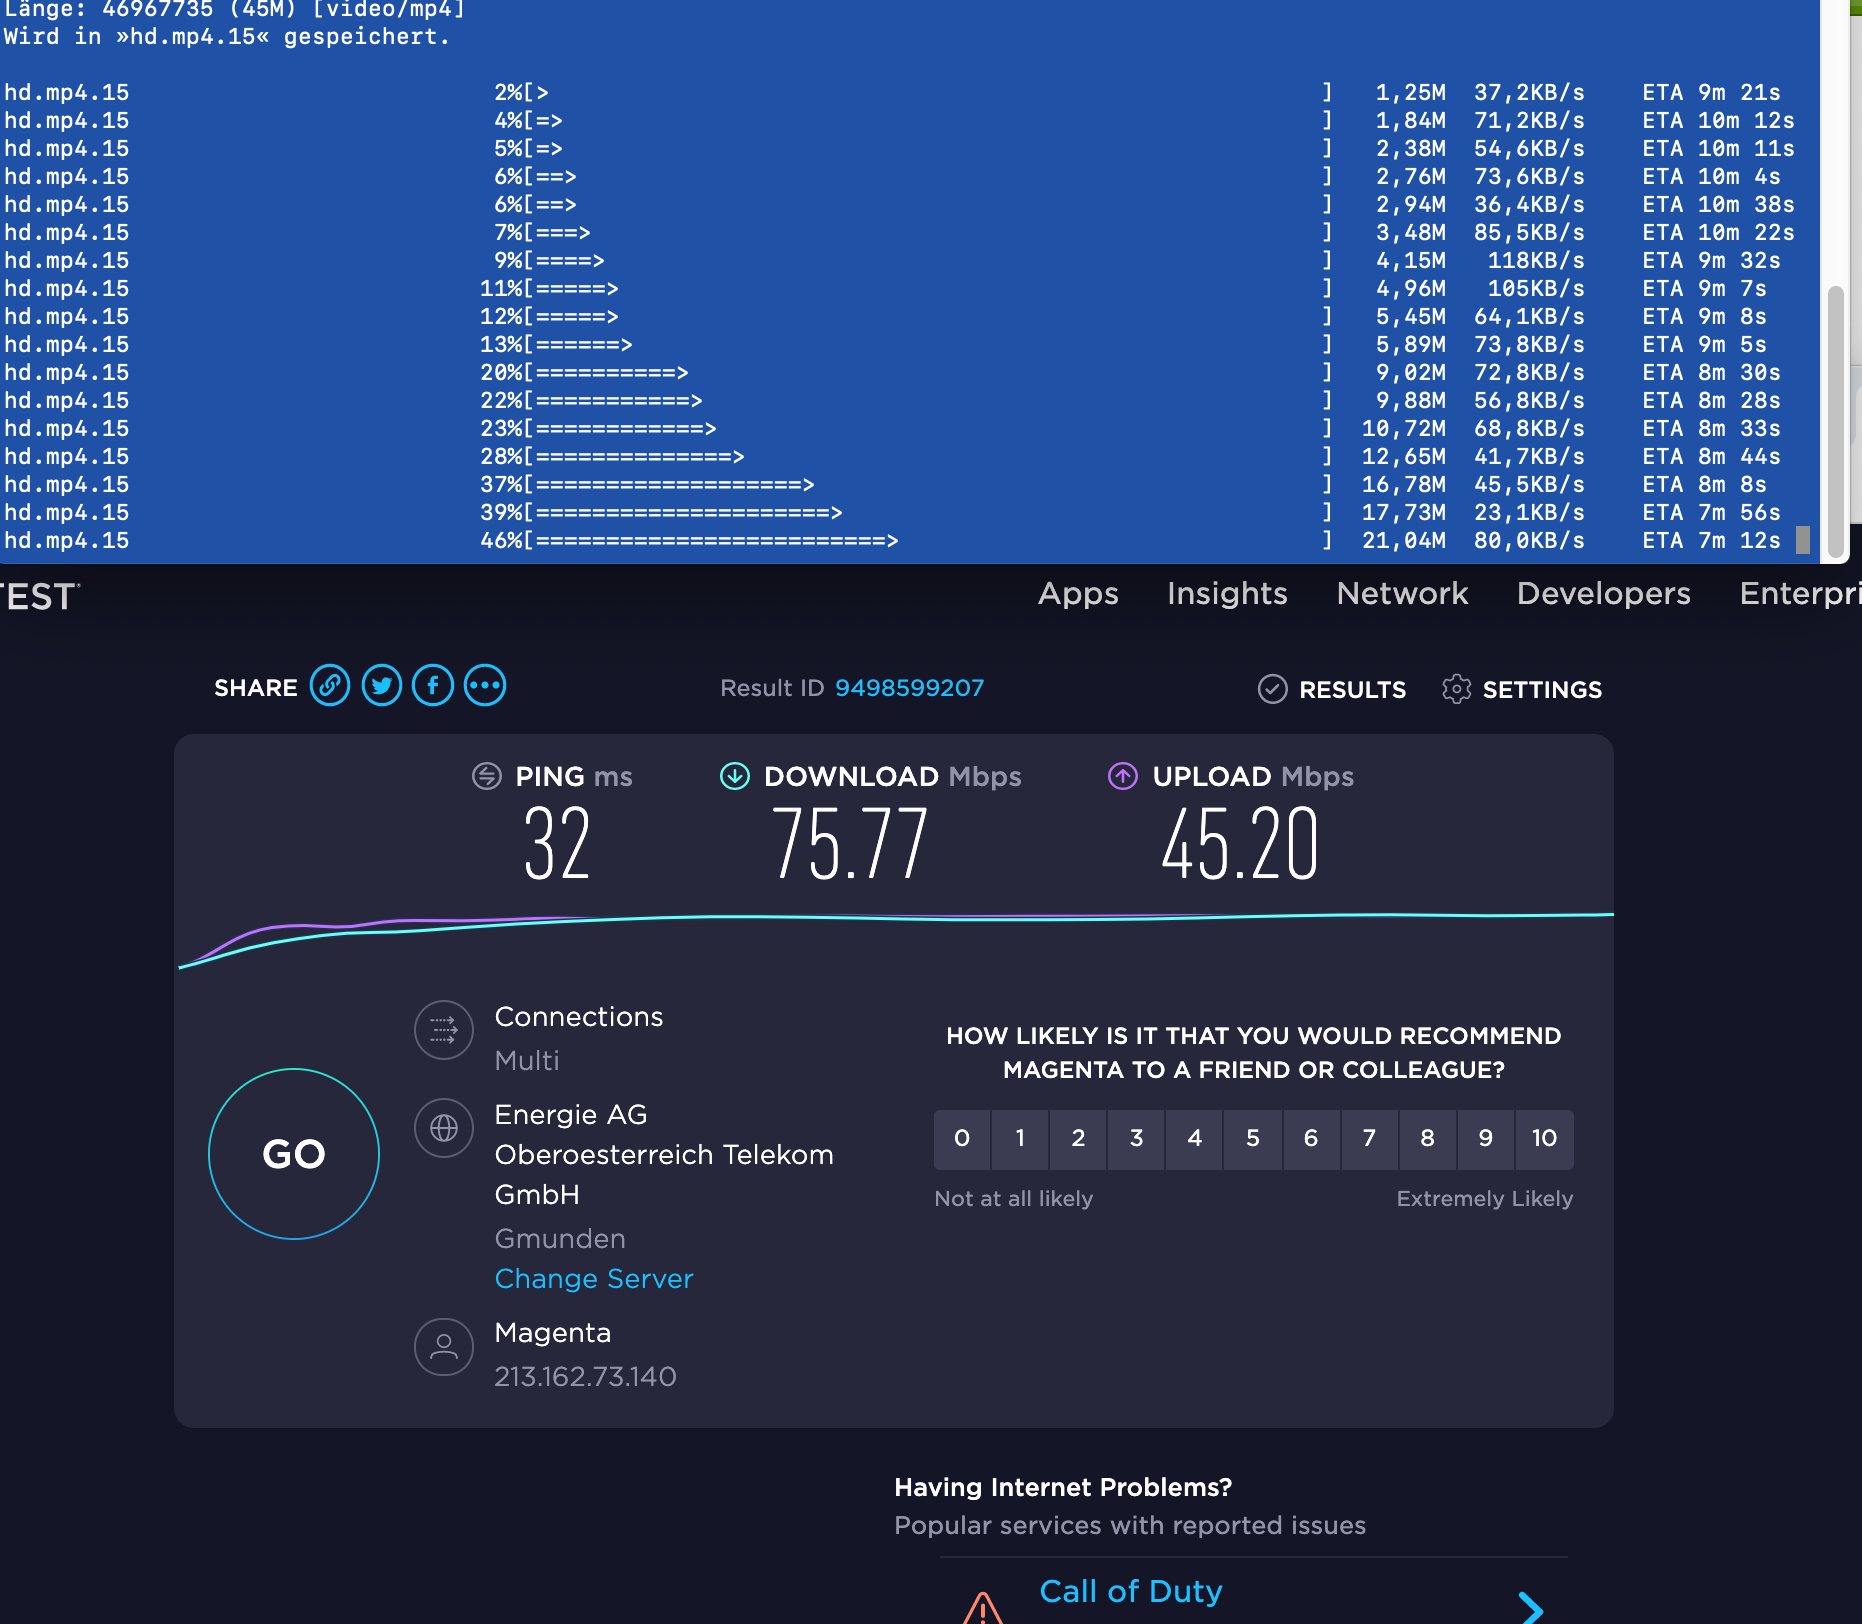 Länge: 46967735 (45M) [video/mp4]
Wird in »hd.mp4.15« gespeichert.
hd.mp4.15 2%[> ] 1,25M 37,2KB/s ETA 9m 21s
hd.mp4.15 4%[=> ] 1,84M 71,2KB/s ETA 10m 12s
hd.mp4.15 5%[=> ] 2,38M 54,6KB/s ETA 10m 11s
hd.mp4.15 6%[==> ] 2,76M 73,6KB/s ETA 10m 4s
hd.mp4.15 6%[==> ] 2,94M 36,4KB/s ETA 10m 38s
hd.mp4.15 7%[===> ] 3,48M 85,5KB/s ETA 10m 22s
hd.mp4.15 9%[====> ] 4,15M 118KB/s ETA 9m 32s
hd.mp4.15 11%[=====> ] 4,96M 105KB/s ETA 9m 7s
hd.mp4.15 12%[=====> ] 5,45M 64,1KB/s ETA 9m 8s
hd.mp4.15 13%[======> ] 5,89M 73,8KB/s ETA 9m 5s
hd.mp4.15 20%[==========> ] 9,02M 72,8KB/s ETA 8m 30s
hd.mp4.15 22%[===========> ] 9,88M 56,8KB/s ETA 8m 28s
hd.mp4.15 23%[============> ] 10,72M 68,8KB/s ETA 8m 33s
hd.mp4.15 28%[==============> ] 12,65M 41,7KB/s ETA 8m 44s
hd.mp4.15 37%[===================> ] 16,78M 45,5KB/s ETA 8m 8s
hd.mp4.15 39%[=====================> ] 17,73M 23,1KB/s ETA 7m 56s
hd.mp4.15 46%[=========================> ] 21,04M 80,0KB/s ETA 7m 12s
TEST Apps Insights Network Developers Enterpri
SHARE Result ID 9498599207 RESULTS SETTINGS
PING ms DOWNLOAD Mbps UPLOAD Mbps
32 75.77 45.20
Connections
Multi
Energie AG
Oberoesterreich Telekom
GmbH
Gmunden
Change Server
Magenta
213.162.73.140
GO
HOW LIKELY IS IT THAT YOU WOULD RECOMMEND
MAGENTA TO A FRIEND OR COLLEAGUE?
0 1 2 3 4 5 6 7 8 9 10
Not at all likely Extremely Likely
Having Internet Problems?
Popular services with reported issues
Call of Duty